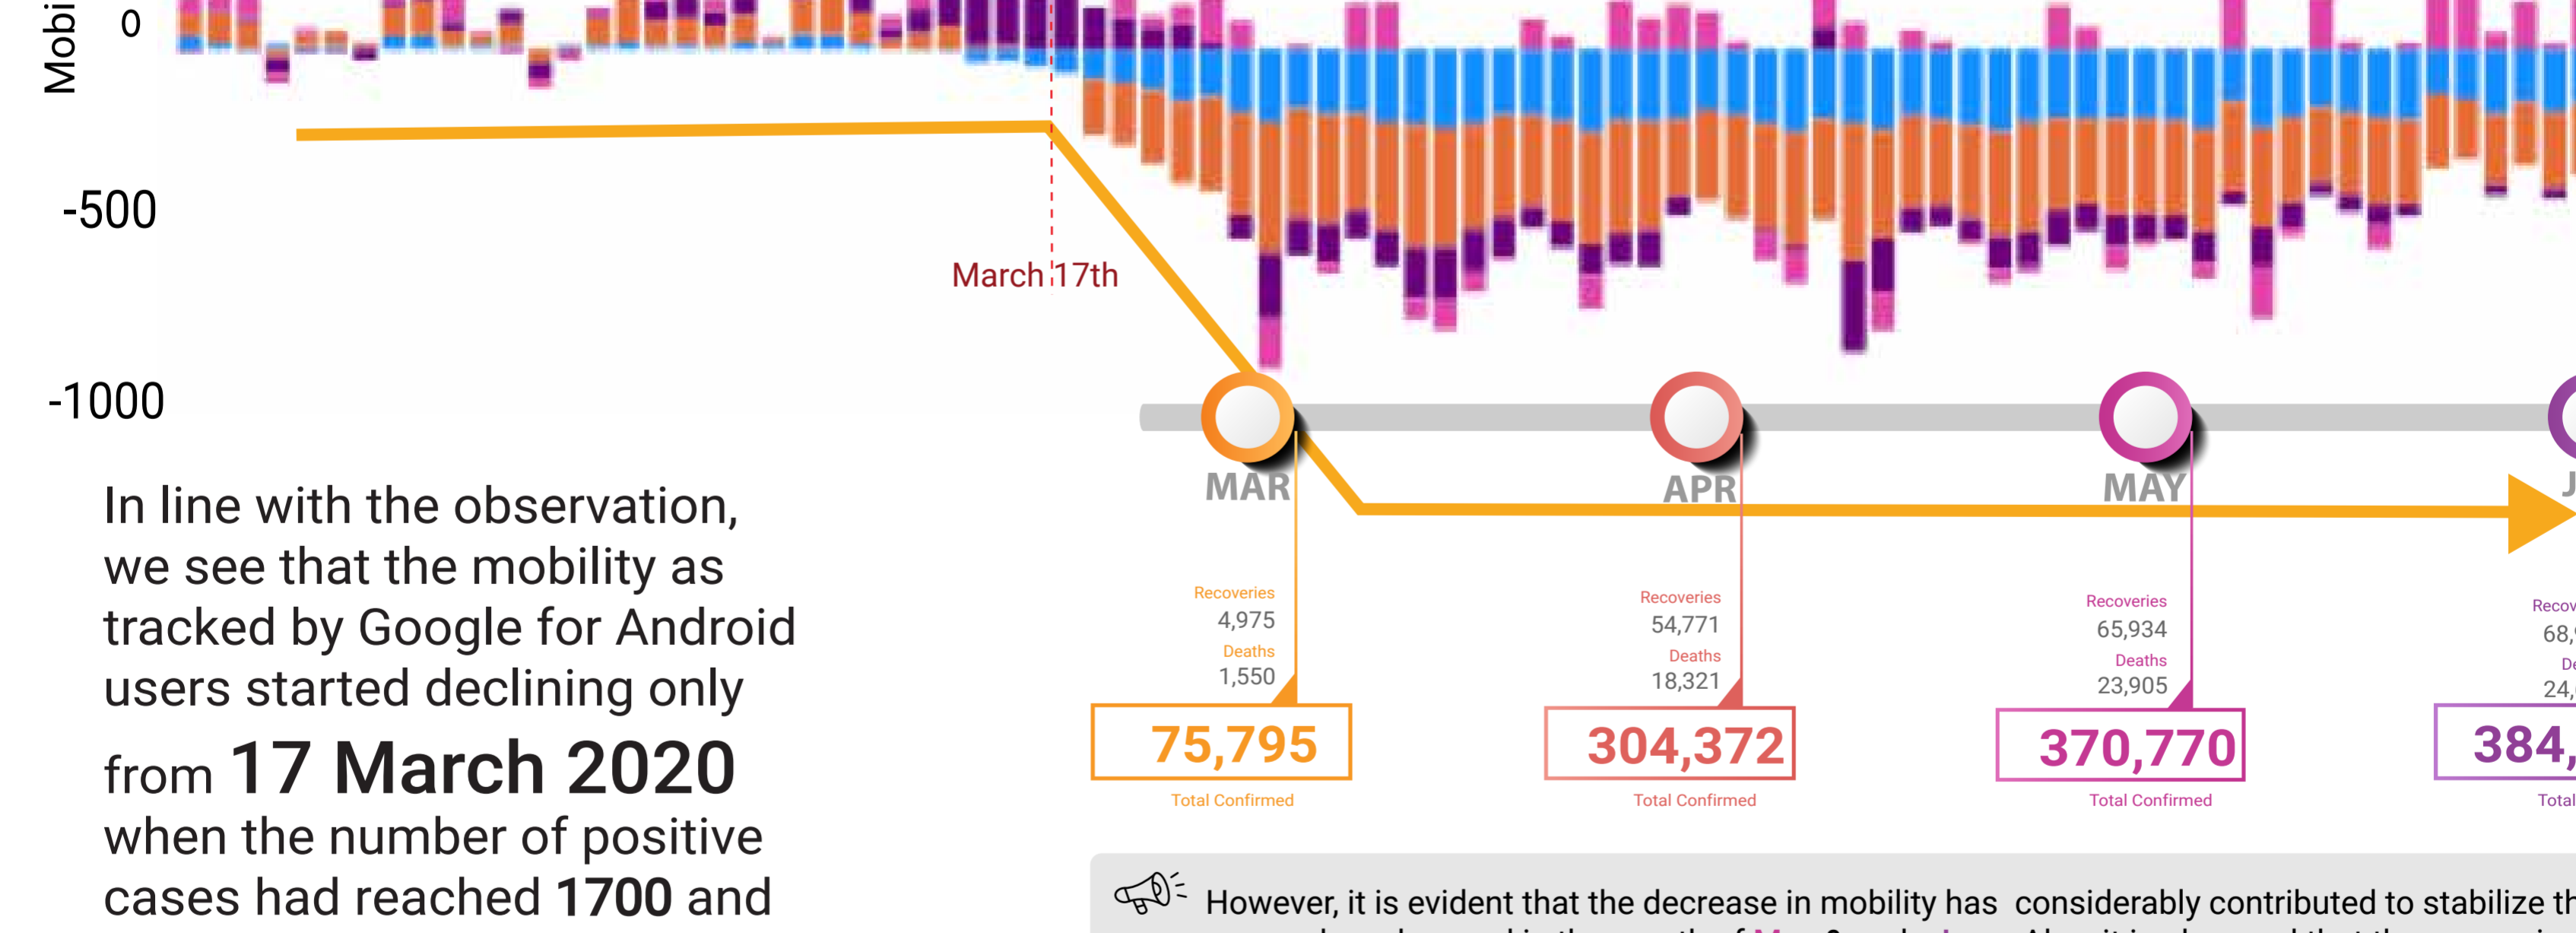 Mobi
0
-500
-1000
March 17th
MAR
APR
MAY
J
In line with the observation,
we see that the mobility as
tracked by Google for Android
users started declining only
from 17 March 2020
when the number of positive
cases had reached 1700 and
Recoveries
4,975
Deaths
1,550
75,795
Total Confirmed
Recoveries
54,771
Deaths
18,321
304,372
Total Confirmed
Recoveries
65,934
Deaths
23,905
370,770
Total Confirmed
Recov
68,
De
24,
384,
Total
However, it is evident that the decrease in mobility has considerably contributed to stabilize th